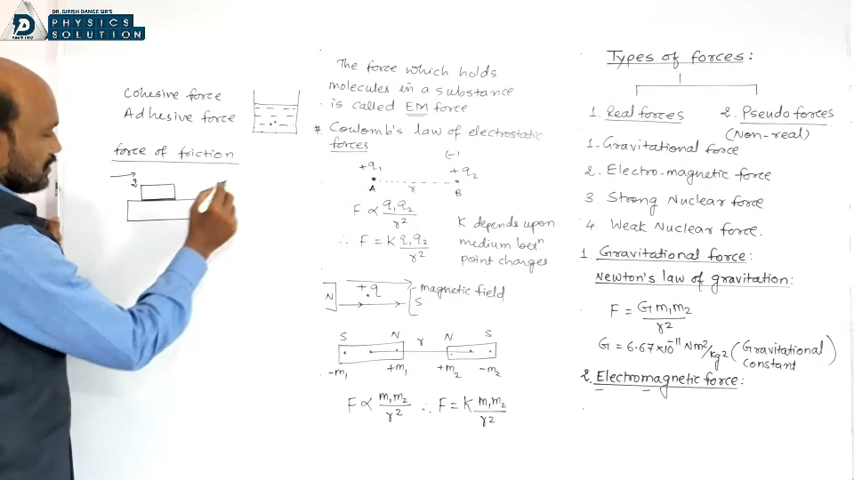 DR. GIRISH DANGE SIR'S
PHYSICS
SOLUTION
Cohesive force
Adhesive force
force of friction
2
The force which holds
molecules in a substance
is called EM force
* Coulomb's law of electrostatic
forces
(-)
+q₁
+q₂
A
r
B
F ∝ q₁q₂/r²
∴ F = K q₁q₂/r²
K depends upon
medium betⁿ
point changes
N
+q
S
magnetic field
S N r N S
-m₁ +m₁ +m₂ -m₂
F ∝ m₁m₂/r² ∴ F = K m₁m₂/r²
Types of forces:
1. Real forces 2. Pseudo forces
(Non-real)
1. Gravitational force
2. Electro-magnetic force
3 Strong Nuclear force
4. Weak Nuclear force.
1. Gravitational force:
Newton's law of gravitation:
F = G m₁m₂/r²
G = 6.67×10⁻¹¹ Nm²/kg² (Gravitational
constant)
2. Electromagnetic force: